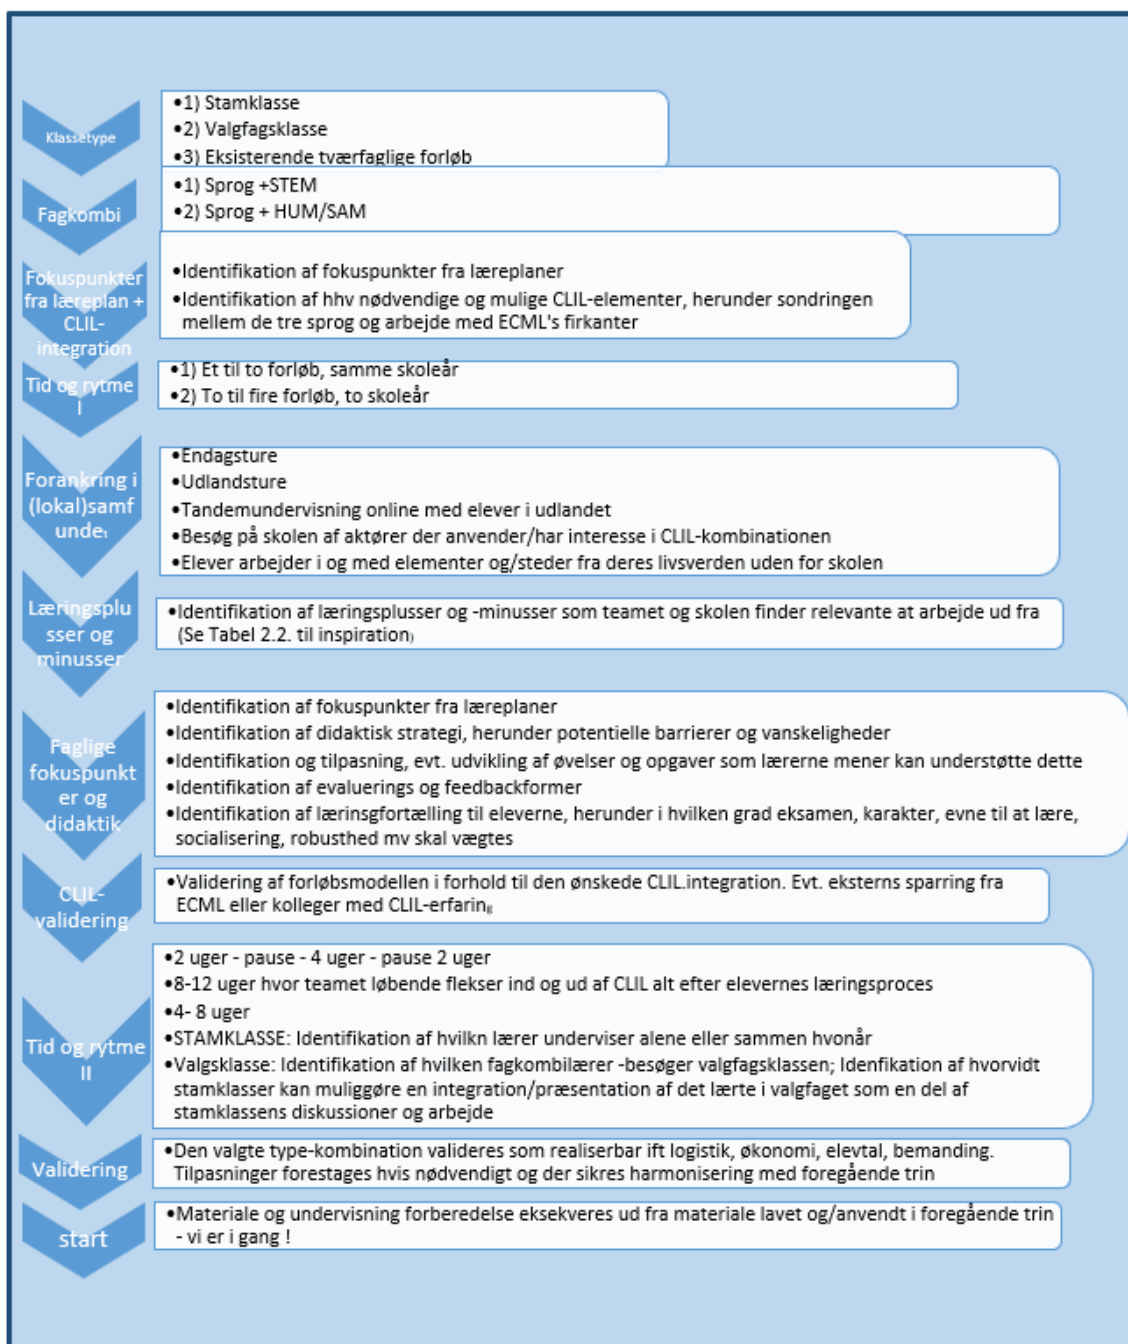 Klassetype
•1) Stamklasse
•2) Valgfagsklasse
•3) Eksisterende tværfaglige forløb
Fagkombi
•1) Sprog +STEM
•2) Sprog + HUM/SAM
Fokuspunkter
fra læreplan +
CLIL-
integration
•Identifikation af fokuspunkter fra læreplaner
•Identifikation af hhv nødvendige og mulige CLIL-elementer, herunder sondringen
mellem de tre sprog og arbejde med ECML's firkanter
Tid og rytme
I
•1) Et til to forløb, samme skoleår
•2) To til fire forløb, to skoleår
Forankring i
(lokal)samf
undet
•Endagsture
•Udlandsture
•Tandemundervisning online med elever i udlandet
•Besøg på skolen af aktører der anvender/har interesse i CLIL-kombinationen
•Elever arbejder i og med elementer og/steder fra deres livsverden uden for skolen
Læringsplu
sser og
minusser
•Identifikation af læringsplusser og -minusser som teamet og skolen finder relevante at arbejde ud fra
(Se Tabel 2.2. til inspiration)
Faglige
fokuspunkt
er og
didaktik
•Identifikation af fokuspunkter fra læreplaner
•Identifikation af didaktisk strategi, herunder potentielle barrierer og vanskeligheder
•Identifikation og tilpasning, evt. udvikling af øvelser og opgaver som lærerne mener kan understøtte dette
•Identifikation af evaluerings og feedbackformer
•Identifikation af lærinsgfortælling til eleverne, herunder i hvilken grad eksamen, karakter, evne til at lære,
socialisering, robusthed mv skal vægtes
CLIL-
validering
•Validering af forløbsmodellen i forhold til den ønskede CLIL.integration. Evt. eksterns sparring fra
ECML eller kolleger med CLIL-erfaring
Tid og rytme
II
•2 uger - pause - 4 uger - pause 2 uger
•8-12 uger hvor teamet løbende flekser ind og ud af CLIL alt efter elevernes læringsproces
•4- 8 uger
•STAMKLASSE: Identifikation af hvilkn lærer underviser alene eller sammen hvonår
•Valgsklasse: Identifikation af hvilken fagkombilærer -besøger valgfagsklassen; Idenfikation af hvorvidt
stamklasser kan muliggøre en integration/præsentation af det lærte i valgfaget som en del af
stamklassens diskussioner og arbejde
Validering
•Den valgte type-kombination valideres som realiserbar ift logistik, økonomi, elevtal, bemanding.
Tilpasninger forestages hvis nødvendigt og der sikres harmonisering med foregående trin
start
•Materiale og undervisning forberedelse eksekveres ud fra materiale lavet og/anvendt i foregående trin
- vi er i gang !